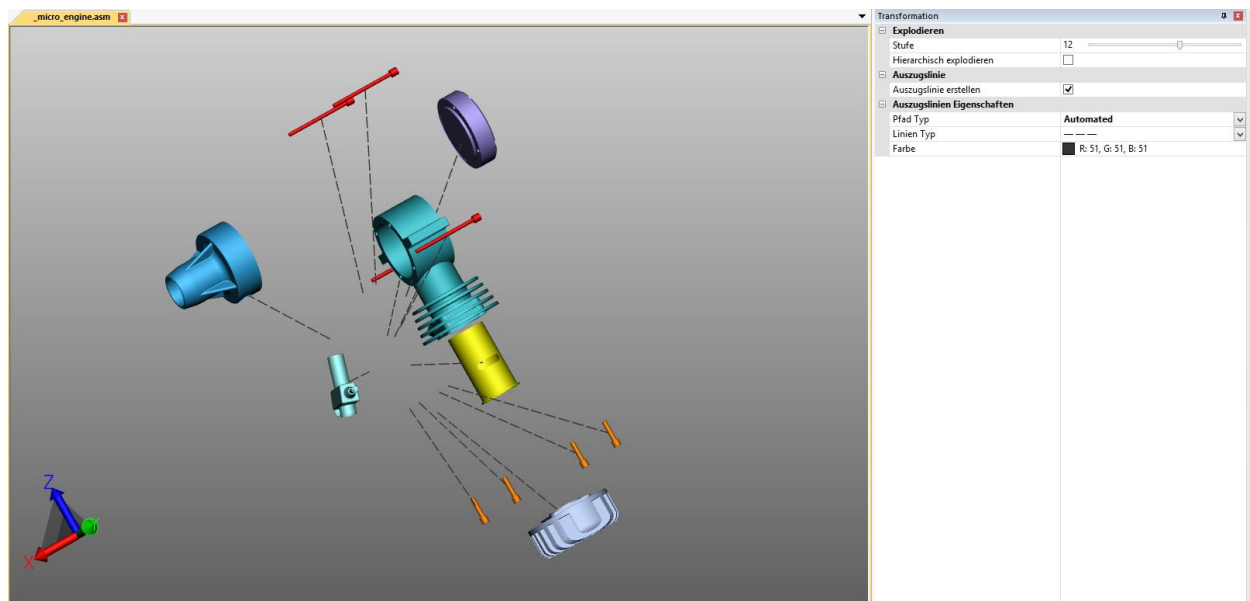 _micro_engine.asm
Transformation
Explodieren
Stufe 12
Hierarchisch explodieren
Auszugslinie
Auszugslinie erstellen
Auszugslinien Eigenschaften
Pfad Typ Automated
Linien Typ
Farbe R: 51, G: 51, B: 51
Z
X